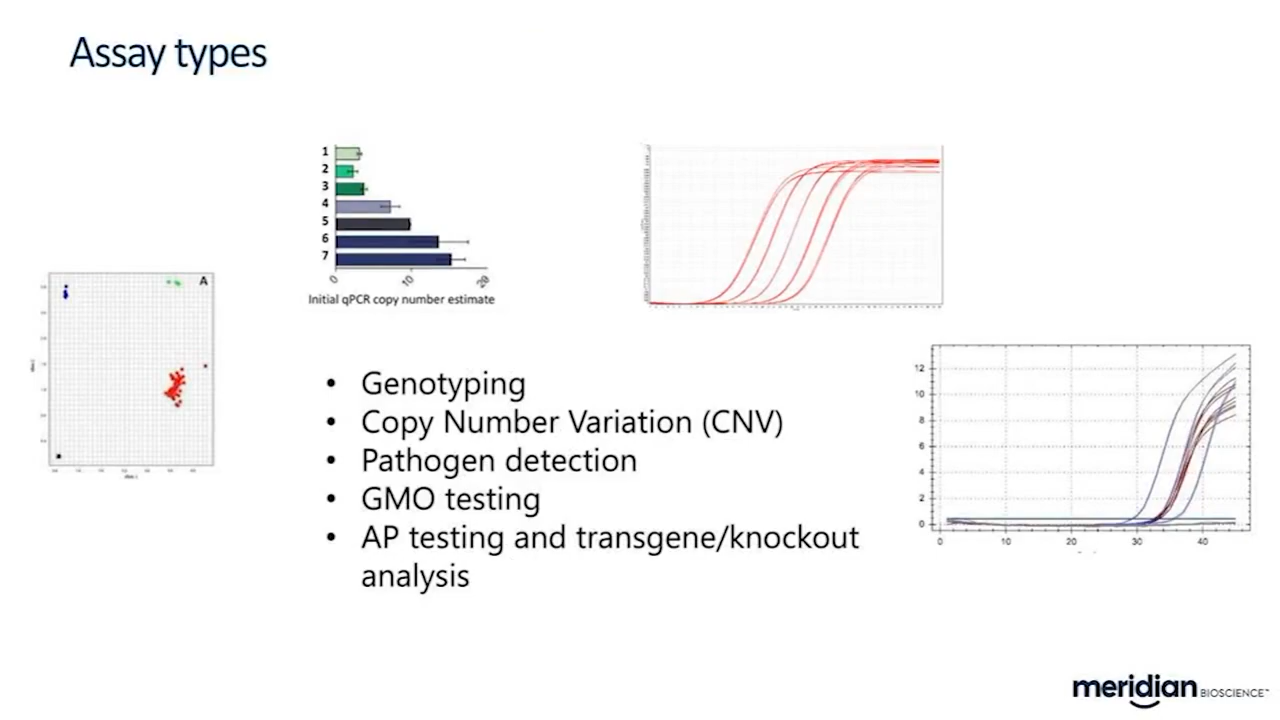 Assay types
1
2
3
4
5
6
7
0 10 20
Initial qPCR copy number estimate
A
• Genotyping
• Copy Number Variation (CNV)
• Pathogen detection
• GMO testing
• AP testing and transgene/knockout
analysis
12
10
8
6
4
2
0
0 10 20 30 40
meridian BIOSCIENCE™